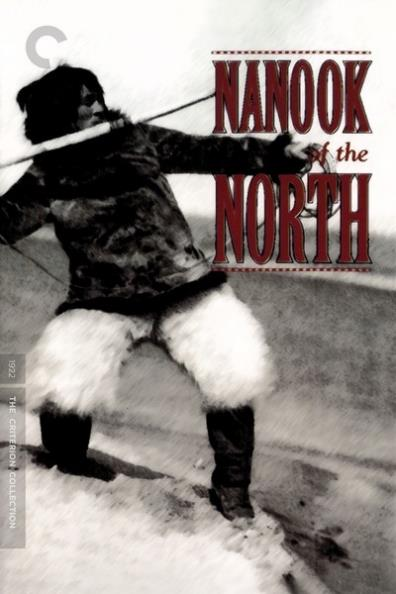 NANOOK
of the
NORTH
1922
THE CRITERION COLLECTION